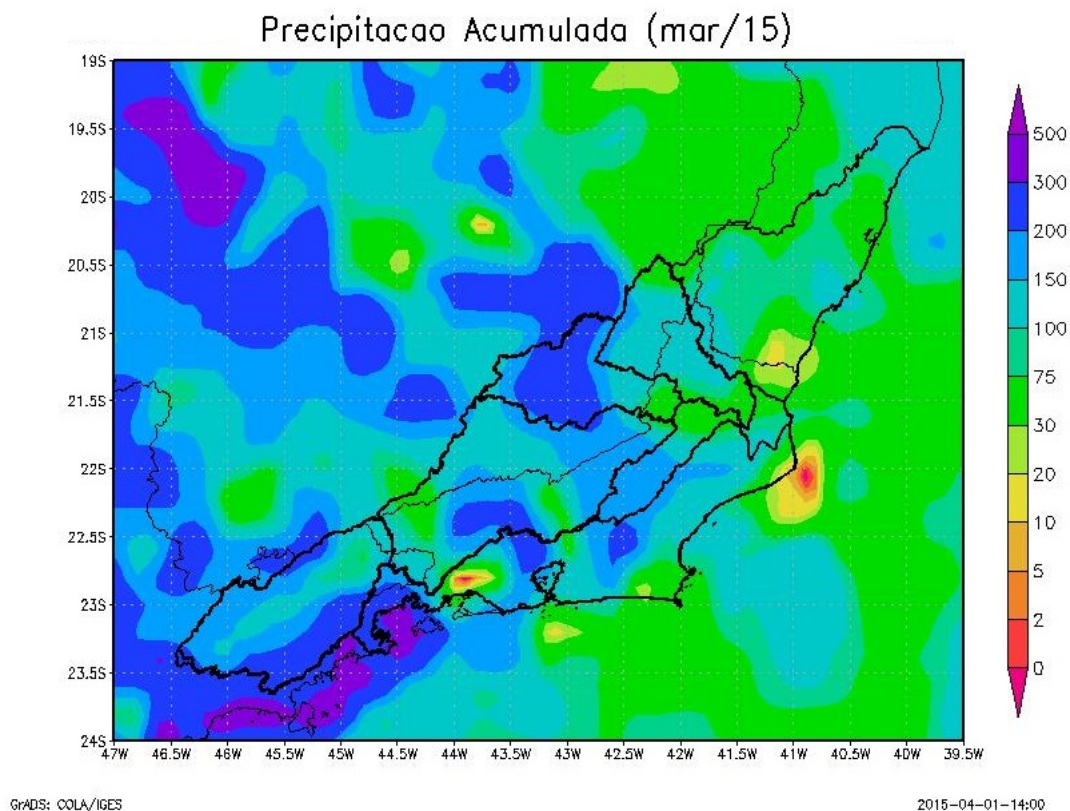 Precipitacao Acumulada (mar/15)
19S
19.5S
20S
20.5S
21S
21.5S
22S
22.5S
23S
23.5S
24S
47W 46.5W 46W 45.5W 45W 44.5W 44W 43.5W 43W 42.5W 42W 41.5W 41W 40.5W 40W 39.5W
500
300
200
150
100
75
30
20
10
5
2
0
GrADS: COLA/IGES
2015-04-01-14:00